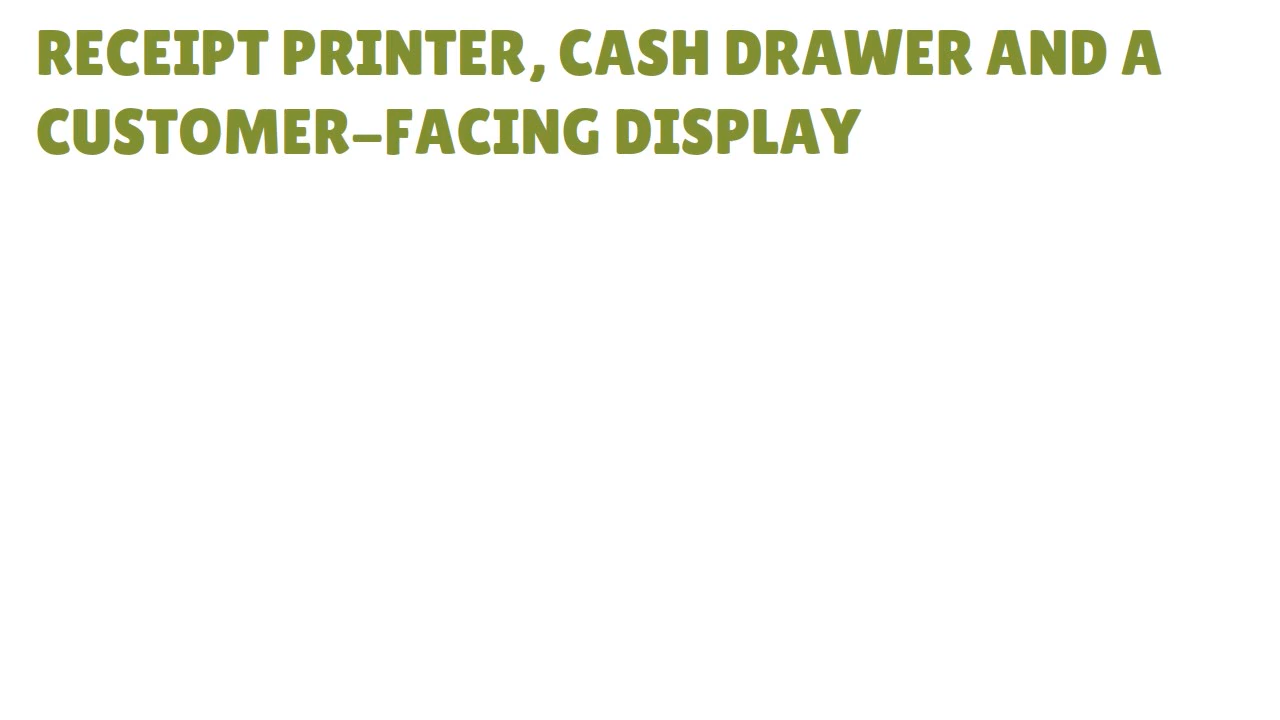 RECEIPT PRINTER, CASH DRAWER AND A
CUSTOMER-FACING DISPLAY